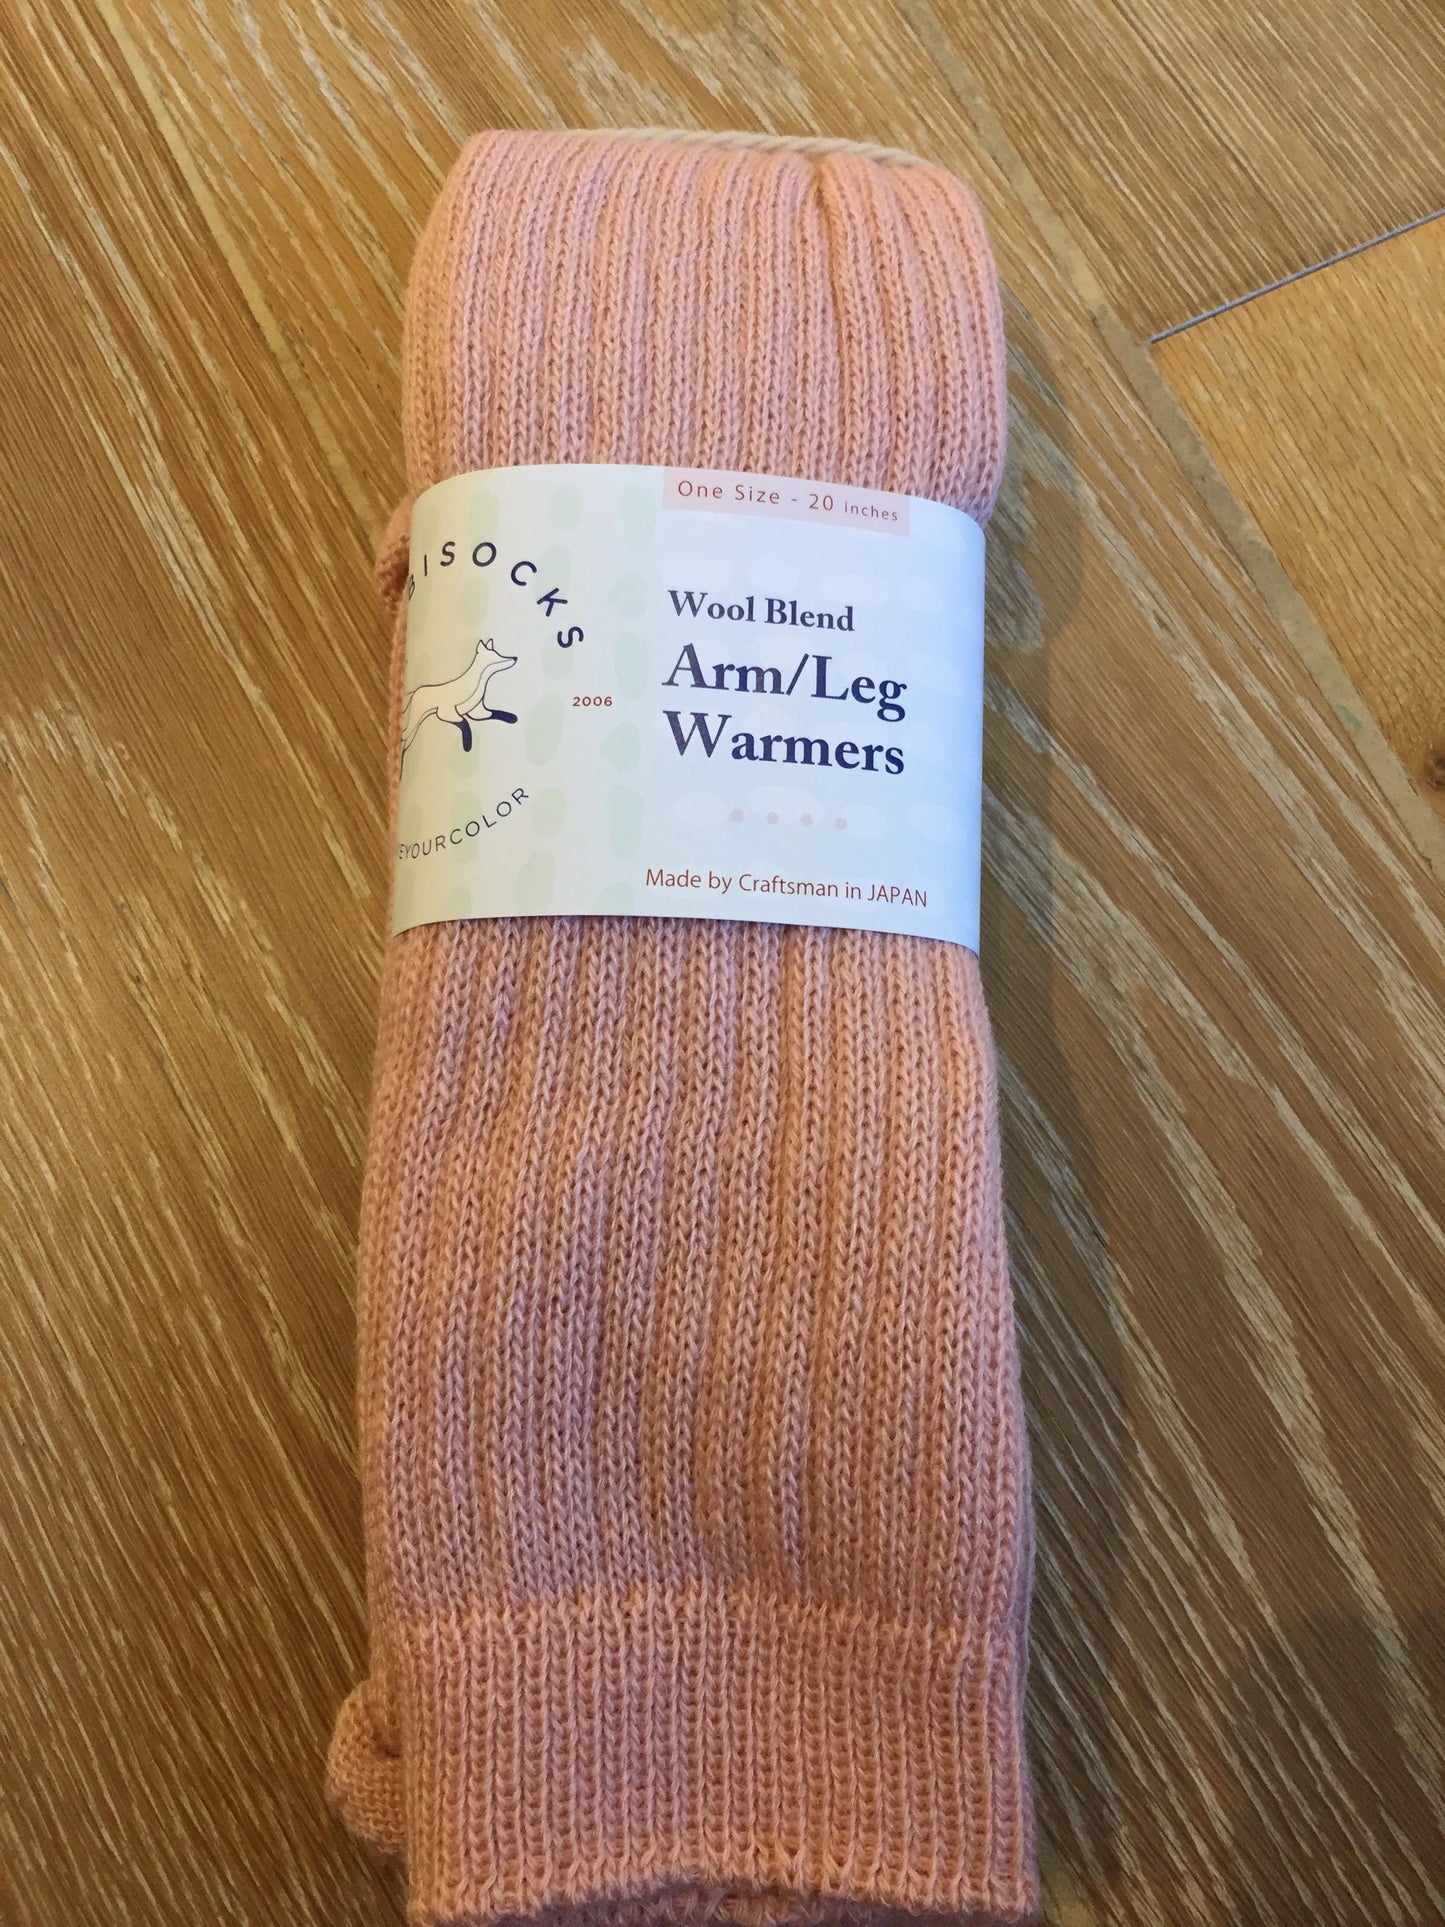 One Size - 20 inches
BISOCKS
2006
EYOURCOLOR
Wool Blend
Arm/Leg
Warmers
Made by Craftsman in JAPAN